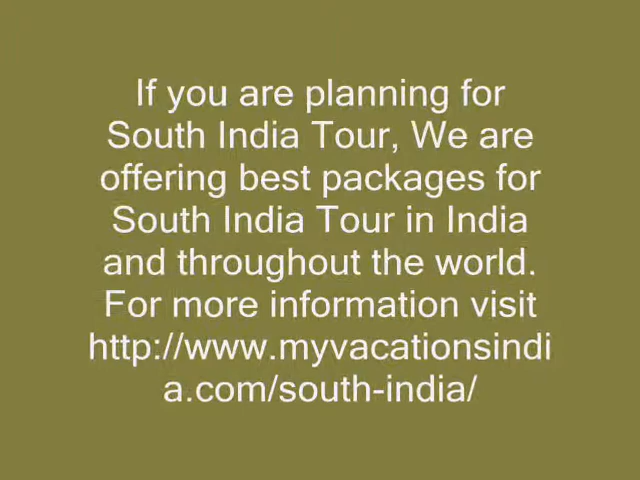 If you are planning for
South India Tour, We are
offering best packages for
South India Tour in India
and throughout the world.
For more information visit
http://www.myvacationsindi
a.com/south-india/